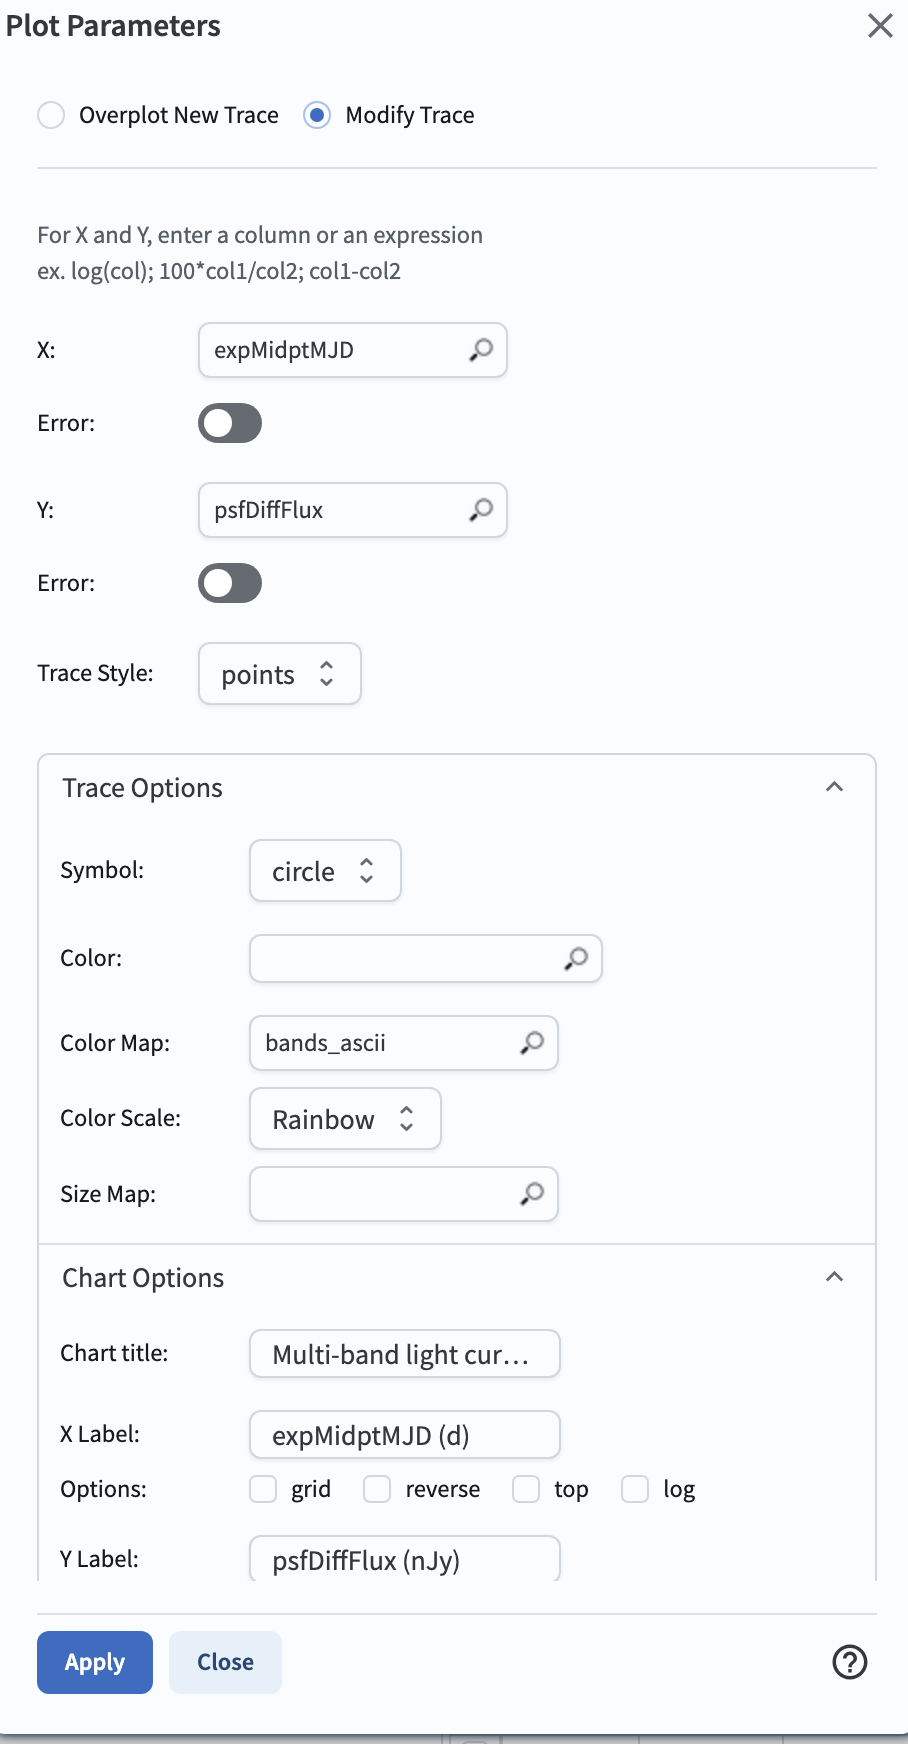 Plot Parameters
Overplot New Trace Modify Trace
For X and Y, enter a column or an expression
ex. log(col); 100*col1/col2; col1-col2
X: expMidptMJD
Error:
Y: psfDiffFlux
Error:
Trace Style: points
Trace Options
Symbol: circle
Color:
Color Map: bands_ascii
Color Scale: Rainbow
Size Map:
Chart Options
Chart title: Multi-band light cur...
X Label: expMidptMJD (d)
Options: grid reverse top log
Y Label: psfDiffFlux (nJy)
Apply Close ?